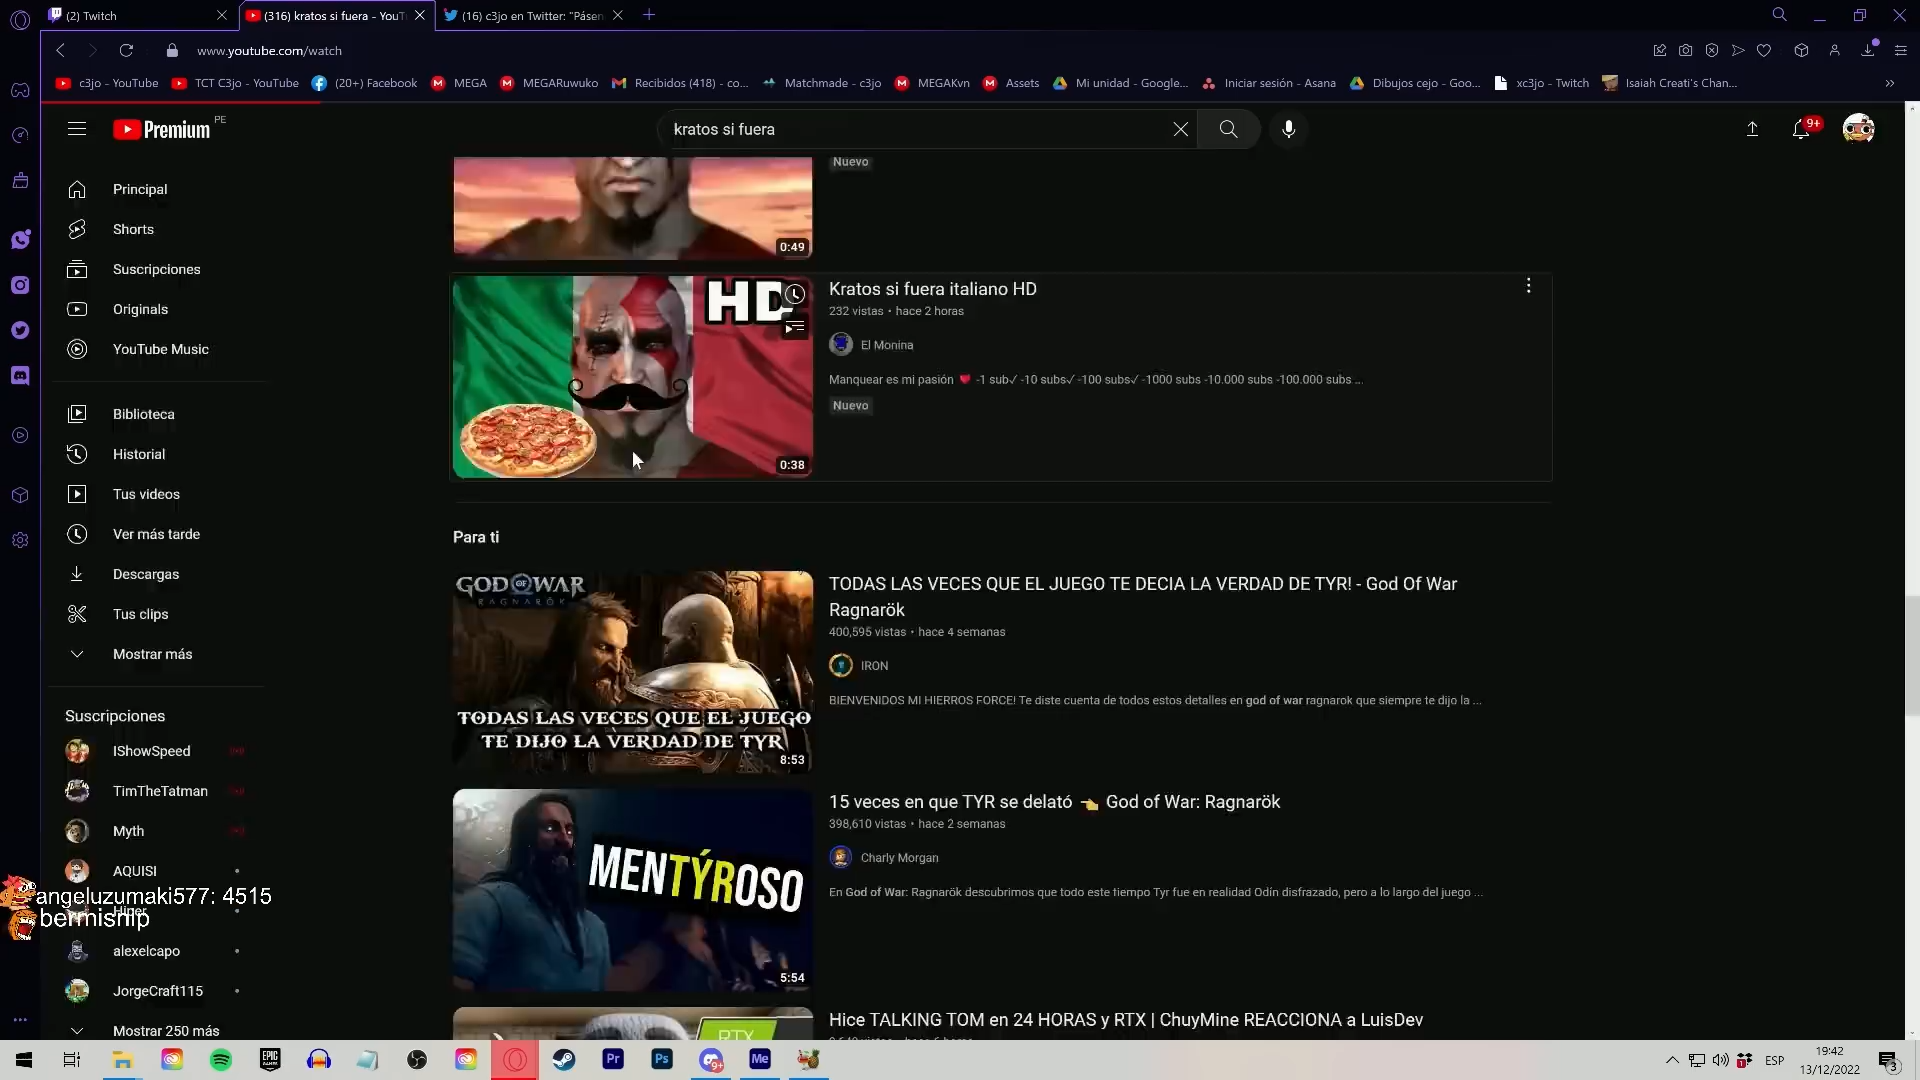 (2) Twitch
(316) kratos si fuera - YouT
(16) c3jo en Twitter: "Pásen
www.youtube.com/watch
c3jo - YouTube
TCT C3jo - YouTube
(20+) Facebook
MEGA
MEGARuwuko
Recibidos (418) - co...
Matchmade - c3jo
MEGAKvn
Assets
Mi unidad - Google...
Iniciar sesión - Asana
Dibujos cejo - Goo...
xc3jo - Twitch
Isaiah Creati's Chan...
Premium
PE
kratos si fuera
9+
Principal
Shorts
Suscripciones
Originals
YouTube Music
Biblioteca
Historial
Tus videos
Ver más tarde
Descargas
Tus clips
Mostrar más
Suscripciones
IShowSpeed
TimTheTatman
Myth
AQUISI
angeluzumaki577: 4515
Hiper
bermiship
alexelcapo
JorgeCraft115
Mostrar 250 más
Nuevo
0:49
HD
0:38
Kratos si fuera italiano HD
232 vistas • hace 2 horas
El Monina
Manquear es mi pasión -1 sub✓ -10 subs✓ -100 subs✓ -1000 subs -10.000 subs -100.000 subs ...
Nuevo
Para ti
GOD OF WAR
RAGNARÖK
TODAS LAS VECES QUE EL JUEGO
TE DIJO LA VERDAD DE TYR
8:53
TODAS LAS VECES QUE EL JUEGO TE DECIA LA VERDAD DE TYR! - God Of War
Ragnarök
400,595 vistas • hace 4 semanas
IRON
BIENVENIDOS MI HIERROS FORCE! Te diste cuenta de todos estos detalles en god of war ragnarok que siempre te dijo la ...
MENTÝROSO
5:54
15 veces en que TYR se delató 👈 God of War: Ragnarök
398,610 vistas • hace 2 semanas
Charly Morgan
En God of War: Ragnarök descubrimos que todo este tiempo Tyr fue en realidad Odín disfrazado, pero a lo largo del juego ...
RTX
Hice TALKING TOM en 24 HORAS y RTX | ChuyMine REACCIONA a LuisDev
EPIC
Pr
Ps
9+
Me
ESP
19:42
13/12/2022
3